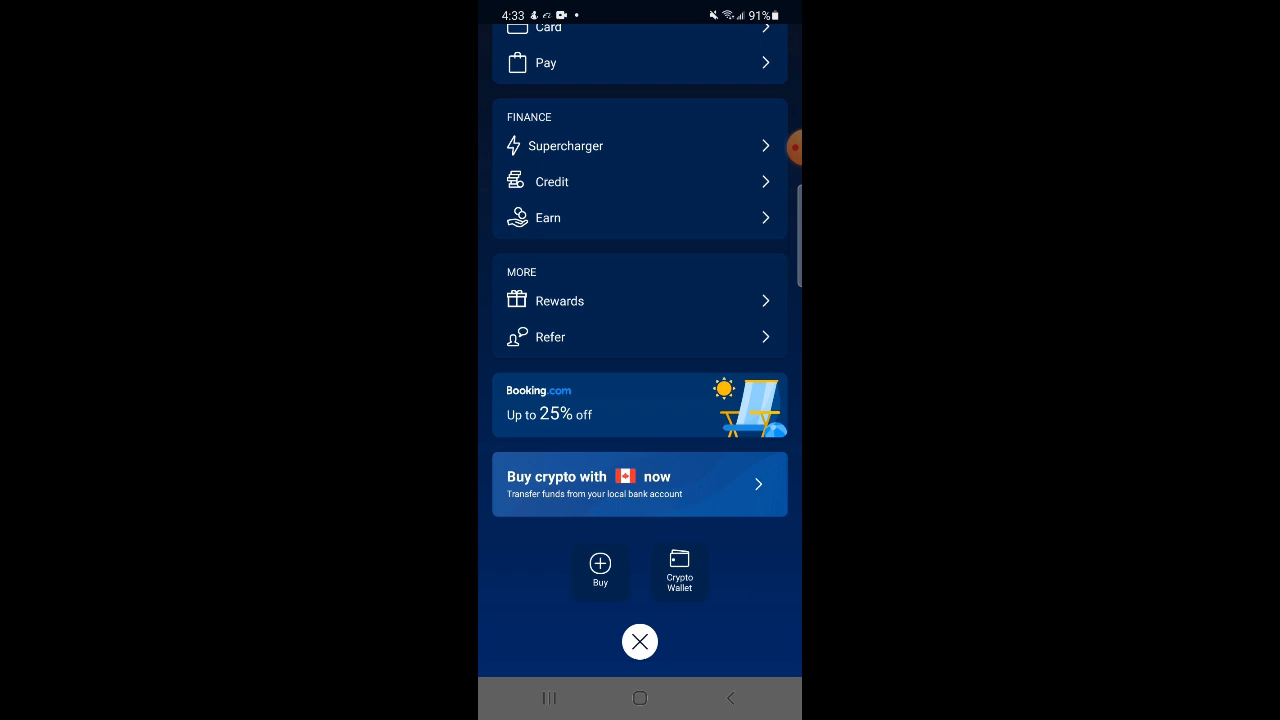 4:33
91%
Card
Pay
FINANCE
Supercharger
Credit
Earn
MORE
Rewards
Refer
Booking.com
Up to 25% off
Buy crypto with now
Transfer funds from your local bank account
Buy
Crypto
Wallet